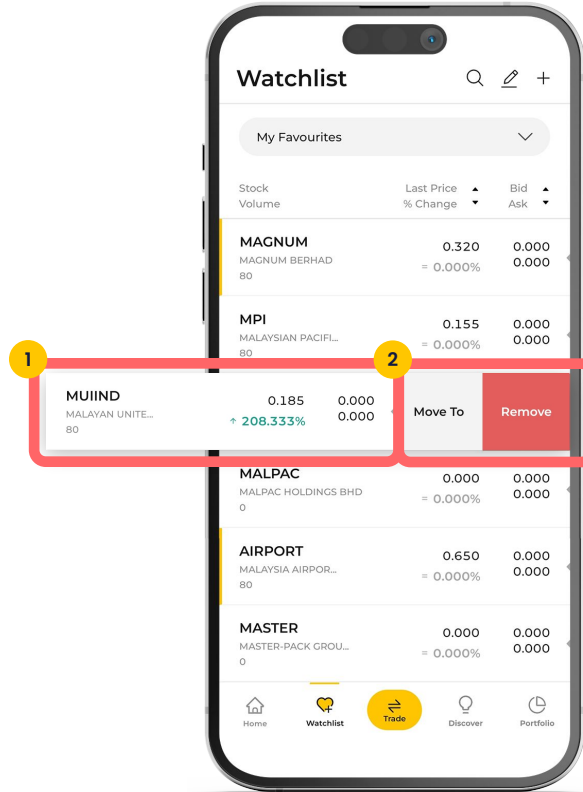 Watchlist
My Favourites
Stock Last Price ▲ Bid ▲
Volume % Change ▼ Ask ▼
MAGNUM 0.320 0.000
MAGNUM BERHAD = 0.000% 0.000
80
MPI 0.155 0.000
MALAYSIAN PACIFI... = 0.000% 0.000
80
1 2
MUIIND 0.185 0.000 Move To Remove
MALAYAN UNITE... ↑ 208.333% 0.000
80
MALPAC 0.000 0.000
MALPAC HOLDINGS BHD = 0.000% 0.000
0
AIRPORT 0.650 0.000
MALAYSIA AIRPOR... = 0.000% 0.000
80
MASTER 0.000 0.000
MASTER-PACK GROU... = 0.000% 0.000
0
Home Watchlist Trade Discover Portfolio